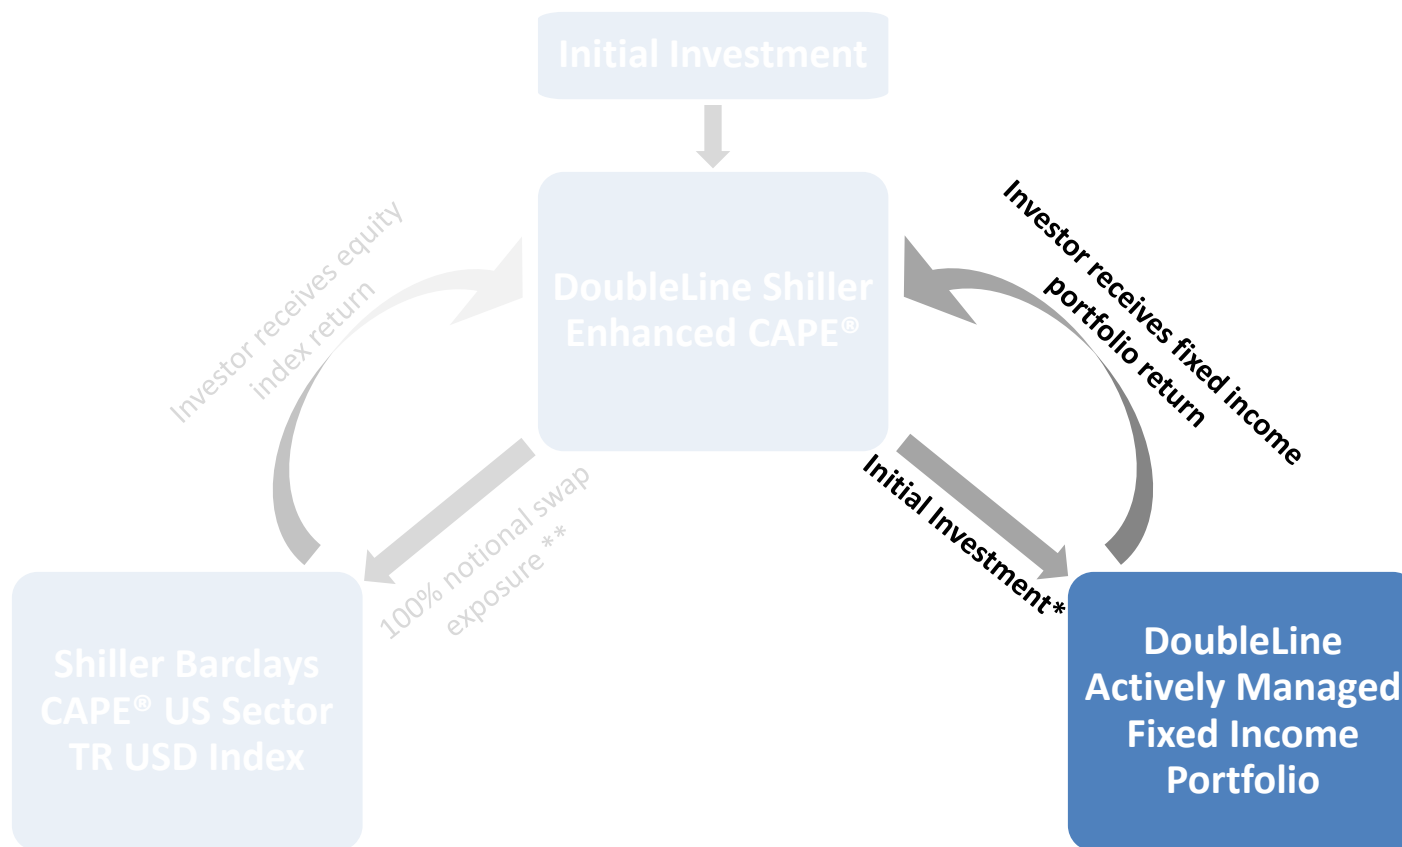 Initial Investment
DoubleLine Shiller
Enhanced CAPE®
Investor receives equity
index return
Investor receives fixed income
portfolio return
100% notional swap
exposure **
Initial Investment*
Shiller Barclays
CAPE® US Sector
TR USD Index
DoubleLine
Actively Managed
Fixed Income
Portfolio